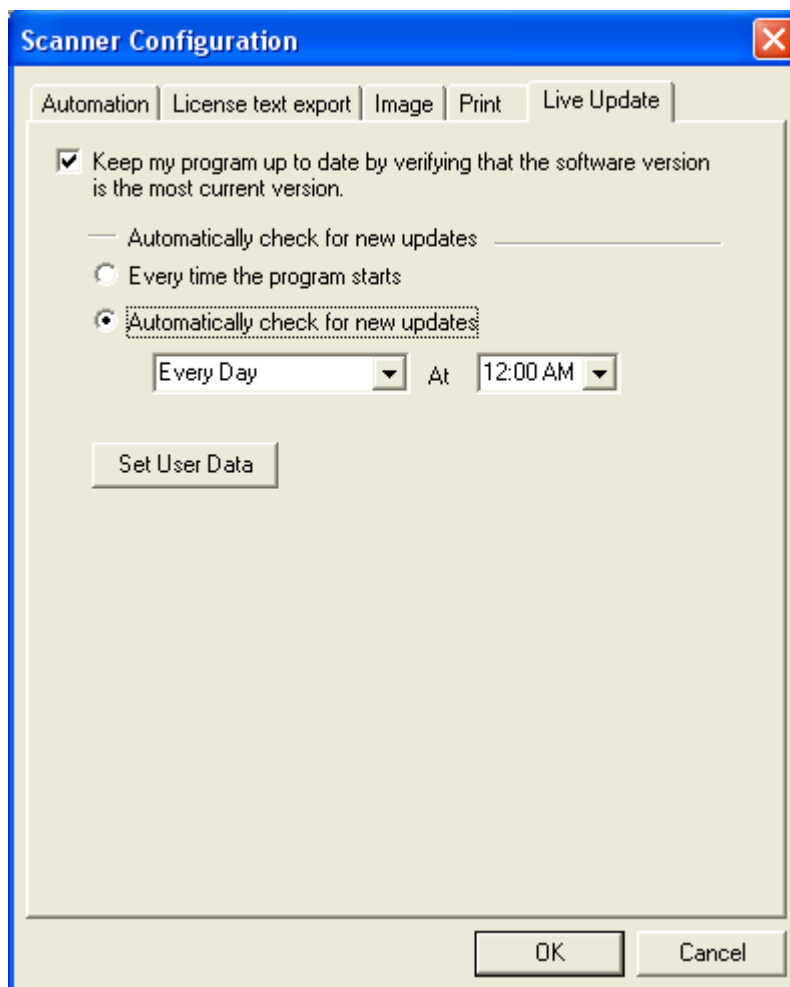 Scanner Configuration
Automation License text export Image Print Live Update
Keep my program up to date by verifying that the software version
is the most current version.
Automatically check for new updates
Every time the program starts
Automatically check for new updates
Every Day At 12:00 AM
Set User Data
OK Cancel